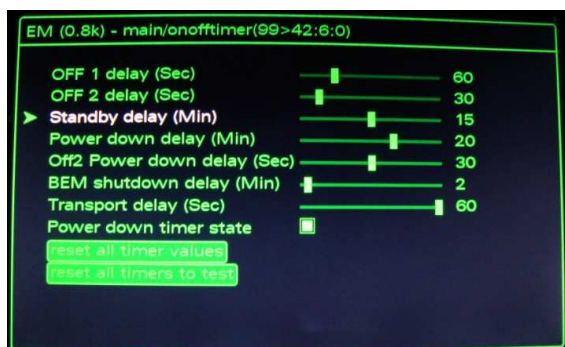 EM (0.8k) - main/onofftimer(99>42:6:0)
OFF 1 delay (Sec) 60
OFF 2 delay (Sec) 30
Standby delay (Min) 15
Power down delay (Min) 20
Off2 Power down delay (Sec) 30
BEM shutdown delay (Min) 2
Transport delay (Sec) 60
Power down timer state
reset all timer values
reset all timers to test